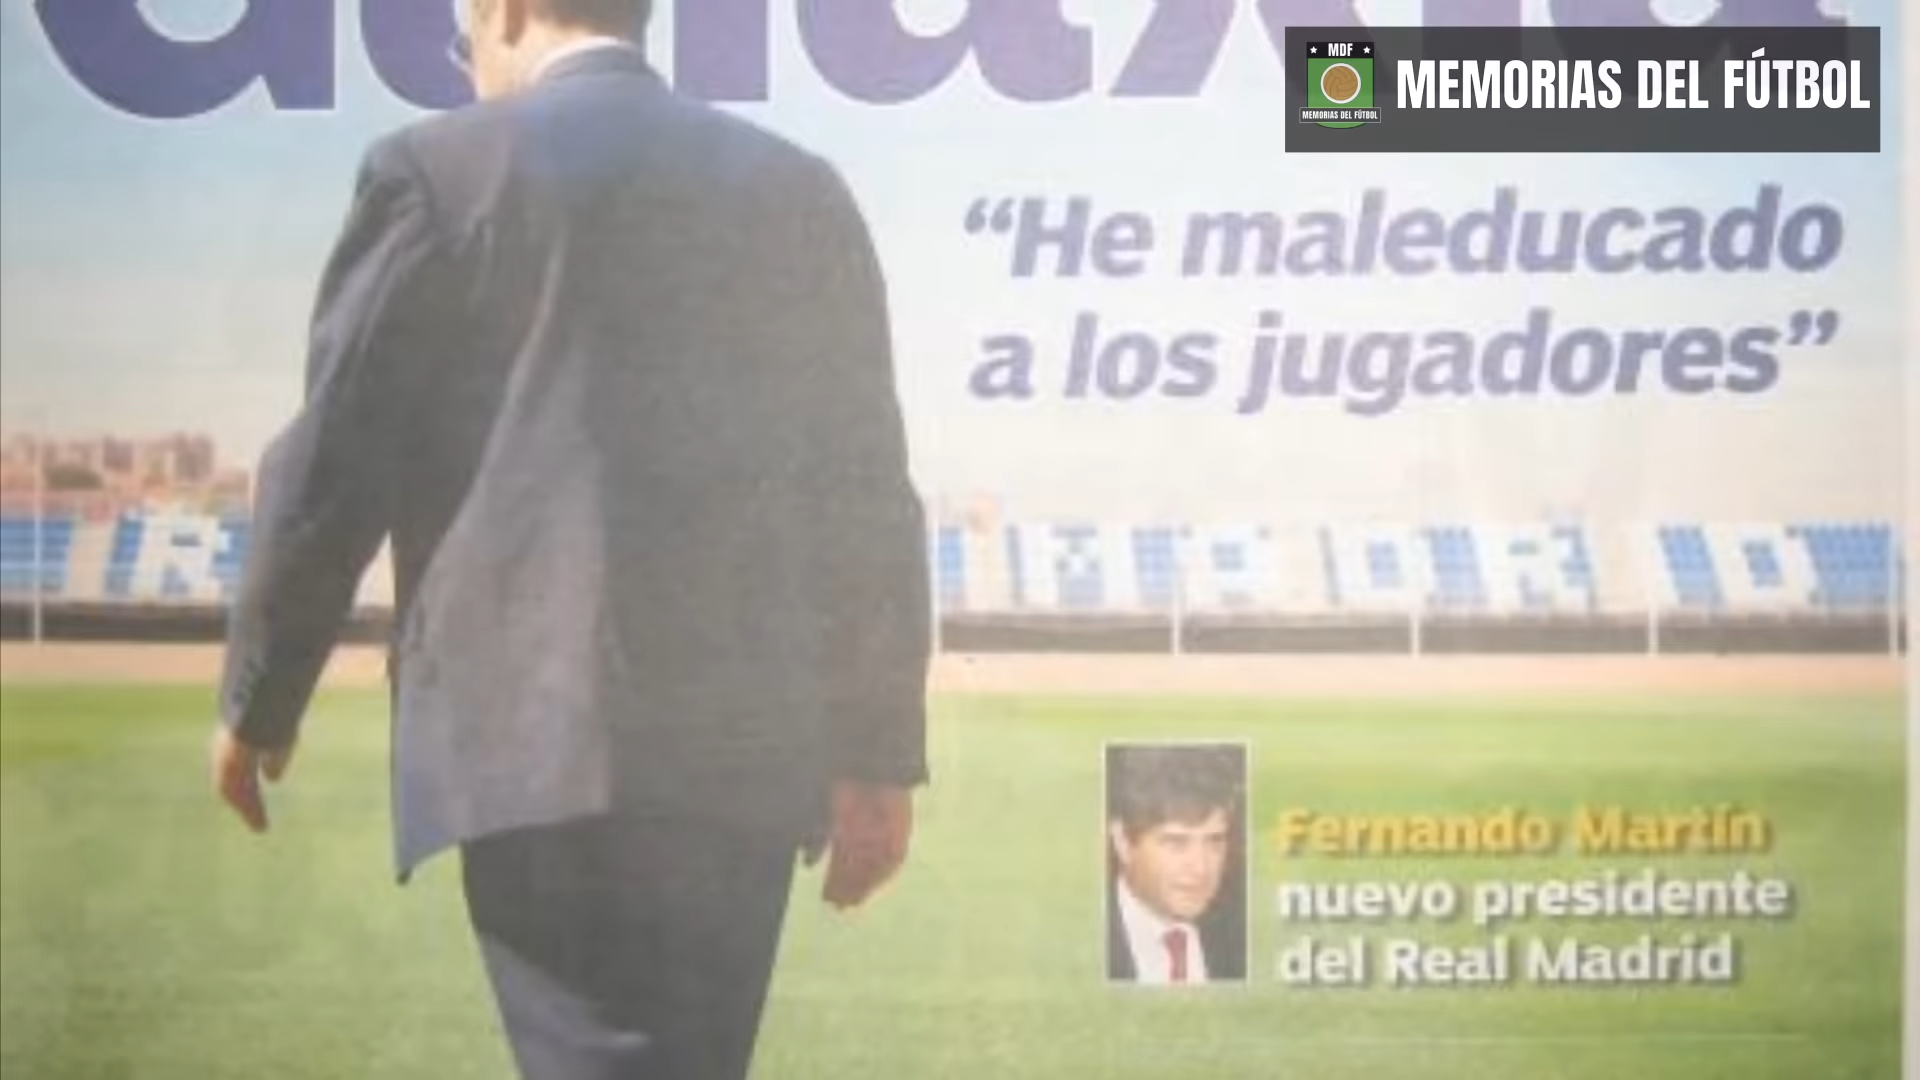 MDF
MEMORIAS DEL FÚTBOL
MEMORIAS DEL FÚTBOL
“He maleducado
a los jugadores”
Fernando Martín
nuevo presidente
del Real Madrid